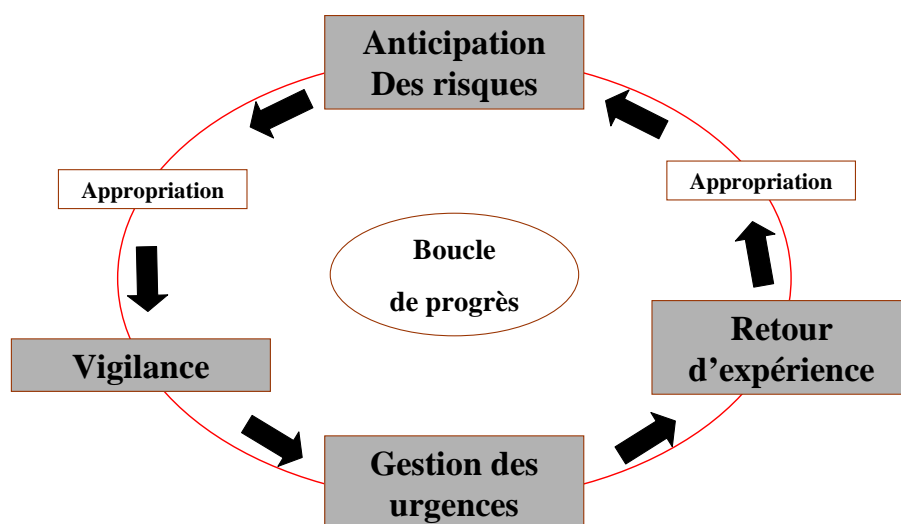 Anticipation
Des risques
Appropriation
Appropriation
Boucle
de progrès
Vigilance
Retour
d’expérience
Gestion des
urgences